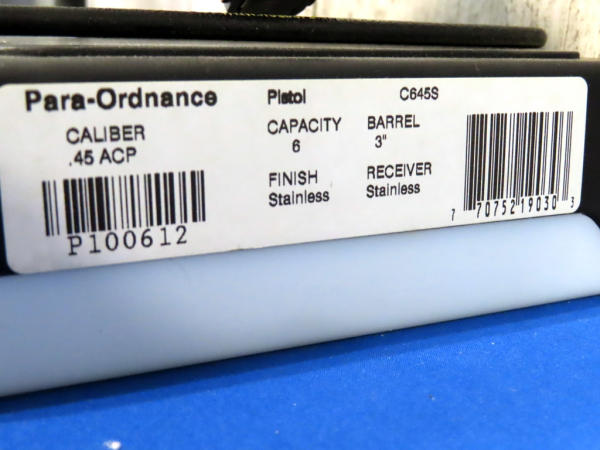 Para-Ordnance Pistol C645S
CALIBER CAPACITY BARREL
.45 ACP 6 3"
FINISH RECEIVER
Stainless Stainless
P100612
7 70752 19030 3